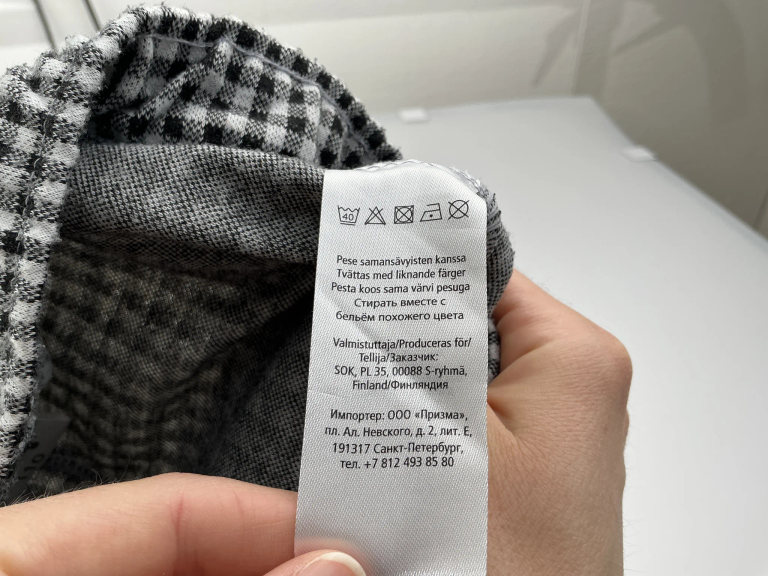 40
Pese samansävyisten kanssa
Tvättas med liknande färger
Pesta koos sama värvi pesuga
Стирать вместе с
бельём похожего цвета
Valmistuttaja/Produceras för/
Tellija/Заказчик:
SOK, PL 35, 00088 S-ryhmä,
Finland/Финляндия
Импортер: ООО «Призма»,
пл. Ал. Невского, д. 2, лит. Е,
191317 Санкт-Петербург,
тел. +7 812 493 85 80